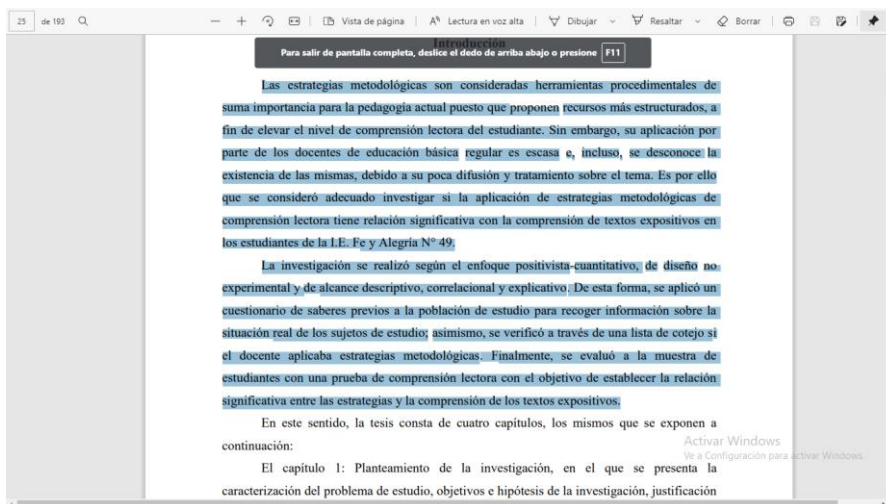 25 de 193
Vista de página
Lectura en voz alta
Dibujar
Resaltar
Borrar
Introducción
Para salir de pantalla completa, deslice el dedo de arriba abajo o presione F11
Las estrategias metodológicas son consideradas herramientas procedimentales de
suma importancia para la pedagogía actual puesto que proponen recursos más estructurados, a
fin de elevar el nivel de comprensión lectora del estudiante. Sin embargo, su aplicación por
parte de los docentes de educación básica regular es escasa e, incluso, se desconoce la
existencia de las mismas, debido a su poca difusión y tratamiento sobre el tema. Es por ello
que se consideró adecuado investigar si la aplicación de estrategias metodológicas de
comprensión lectora tiene relación significativa con la comprensión de textos expositivos en
los estudiantes de la I.E. Fe y Alegría N° 49.
La investigación se realizó según el enfoque positivista-cuantitativo, de diseño no
experimental y de alcance descriptivo, correlacional y explicativo. De esta forma, se aplicó un
cuestionario de saberes previos a la población de estudio para recoger información sobre la
situación real de los sujetos de estudio; asimismo, se verificó a través de una lista de cotejo si
el docente aplicaba estrategias metodológicas. Finalmente, se evaluó a la muestra de
estudiantes con una prueba de comprensión lectora con el objetivo de establecer la relación
significativa entre las estrategias y la comprensión de los textos expositivos.
En este sentido, la tesis consta de cuatro capítulos, los mismos que se exponen a
continuación:
Activar Windows
Ve a Configuración para activar Windows.
El capítulo 1: Planteamiento de la investigación, en el que se presenta la
caracterización del problema de estudio, objetivos e hipótesis de la investigación, justificación